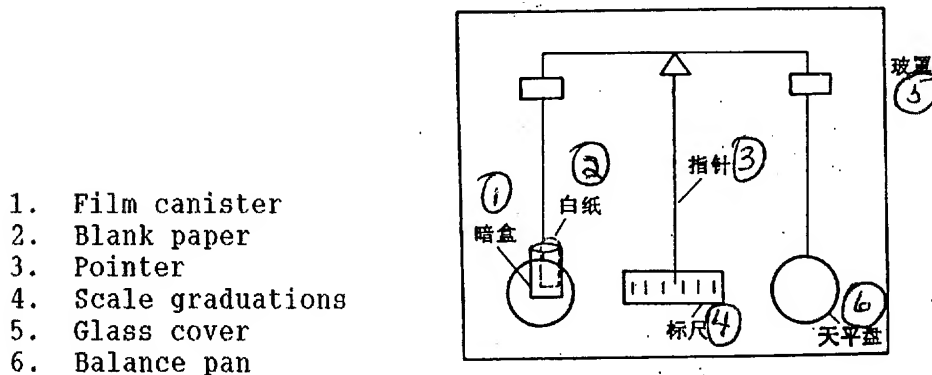 1. Film canister
2. Blank paper
3. Pointer
4. Scale graduations
5. Glass cover
6. Balance pan
玻罩
5
2
指针 3
1
白纸
暗盒
6
标尺 4
天平盘